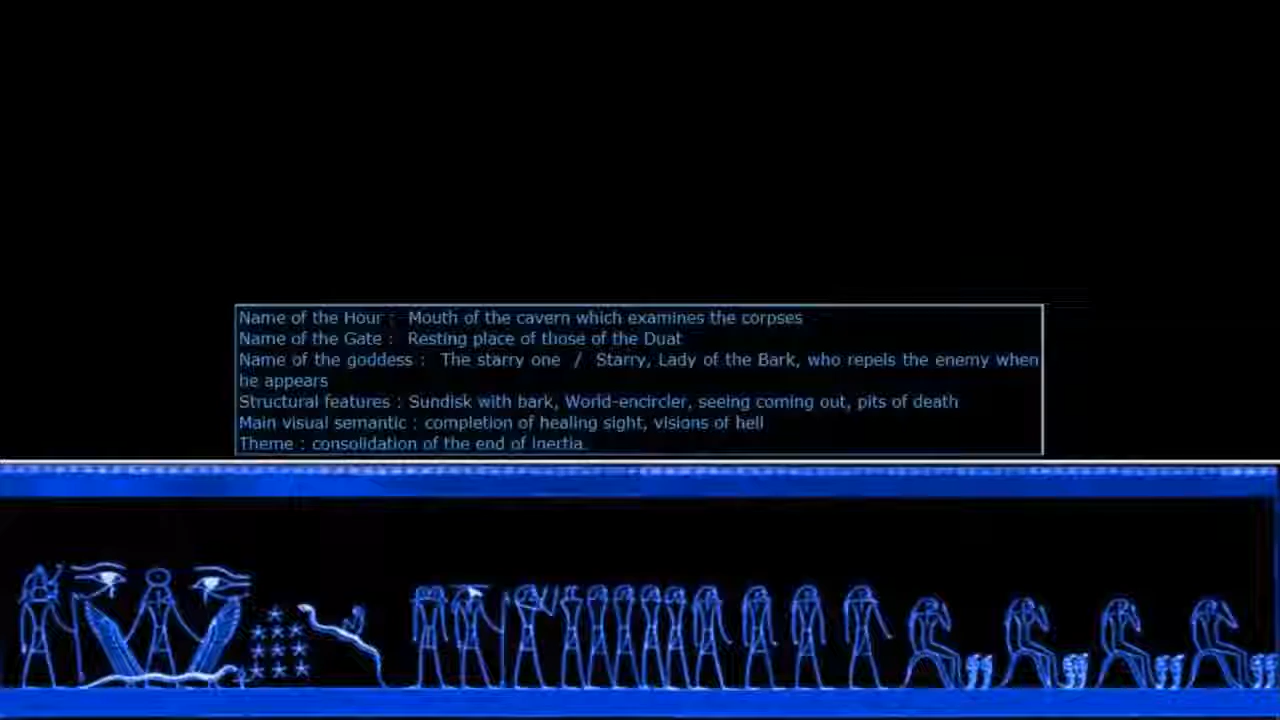 Name of the Hour : Mouth of the cavern which examines the corpses
Name of the Gate : Resting place of those of the Duat
Name of the goddess : The starry one / Starry, Lady of the Bark, who repels the enemy when
he appears
Structural features : Sundisk with bark, World-encircler, seeing coming out, pits of death
Main visual semantic : completion of healing sight, visions of hell
Theme : consolidation of the end of inertia.